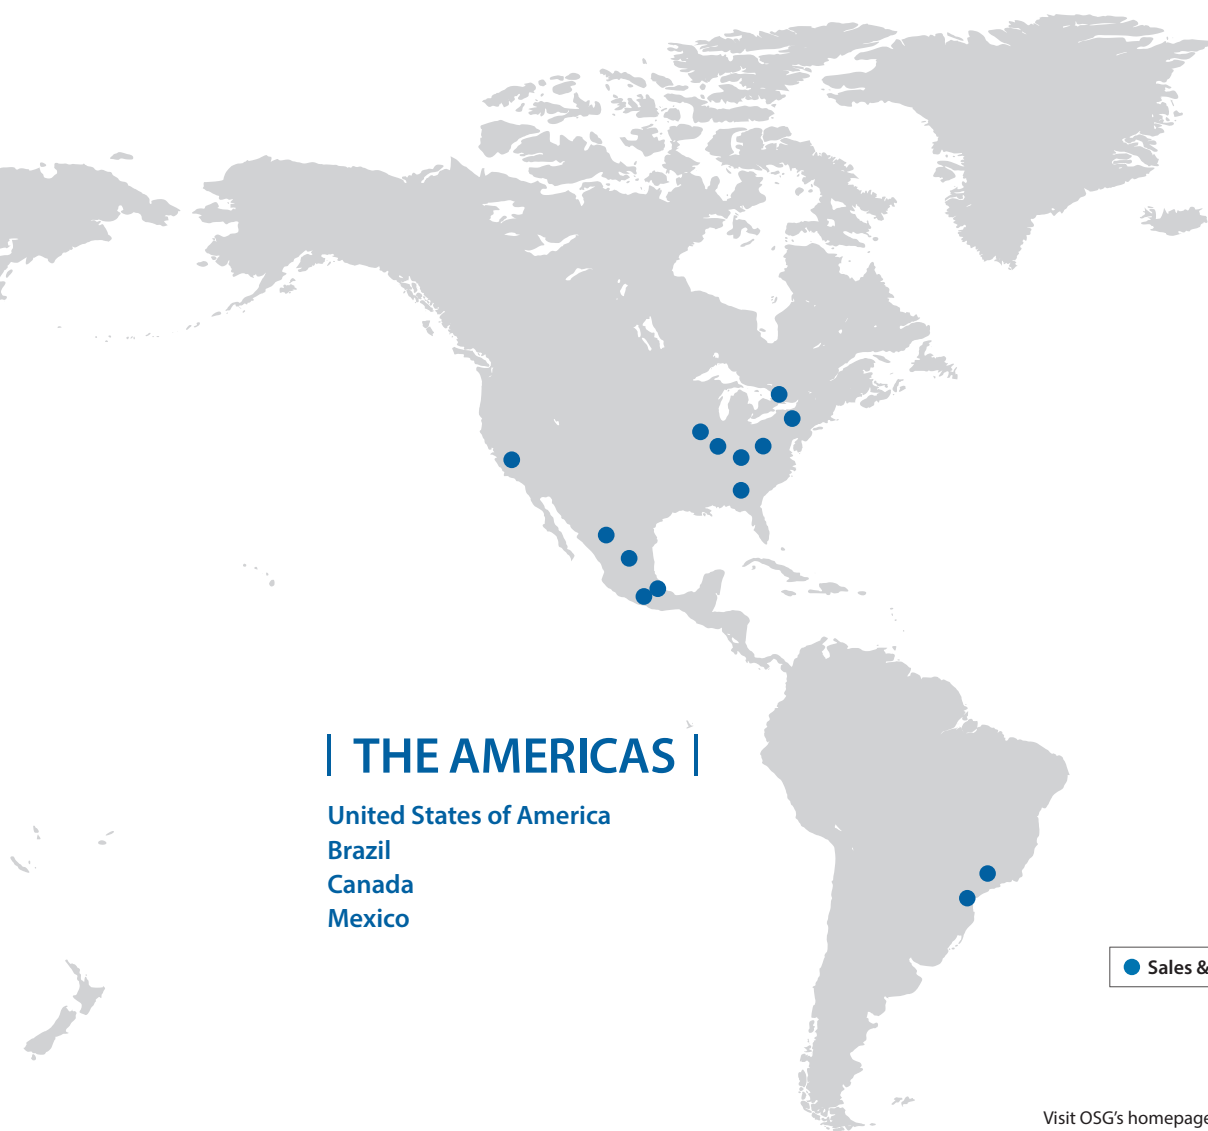 | THE AMERICAS |
United States of America
Brazil
Canada
Mexico
Sales &
Visit OSG's homepage